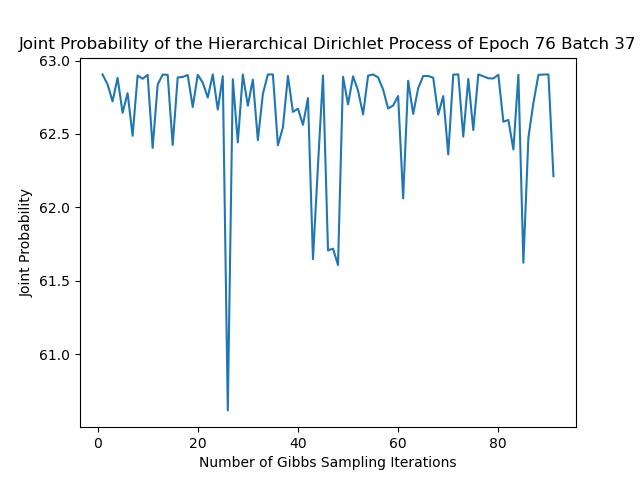 Joint Probability of the Hierarchical Dirichlet Process of Epoch 76 Batch 37
63.0
62.5
62.0
61.5
61.0
Joint Probability
0 20 40 60 80
Number of Gibbs Sampling Iterations